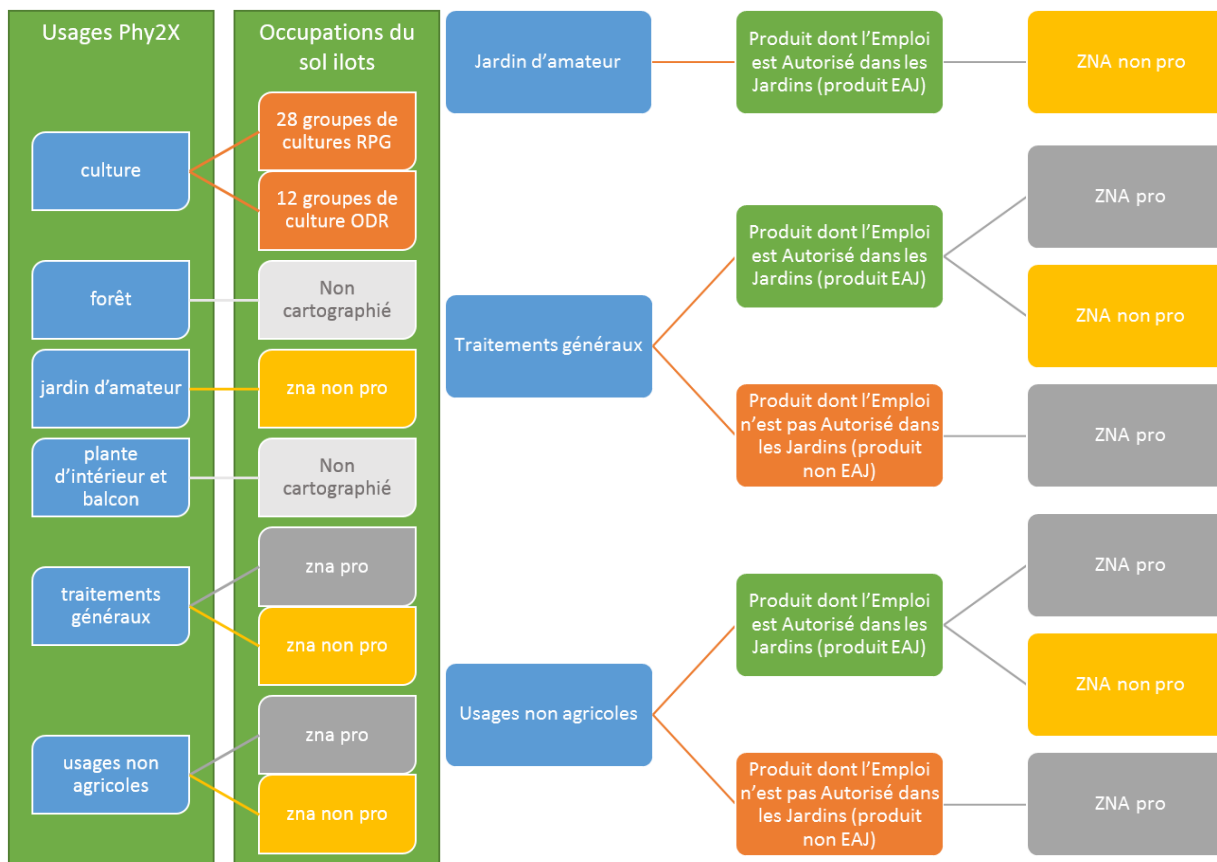 Usages Phy2X
culture
forêt
jardin d’amateur
plante
d’intérieur et
balcon
traitements
généraux
usages non
agricoles
Occupations du
sol ilots
28 groupes de
cultures RPG
12 groupes de
culture ODR
Non
cartographié
zna non pro
Non
cartographié
zna pro
zna non pro
zna pro
zna non pro
Jardin d’amateur
Produit dont l’Emploi
est Autorisé dans les
Jardins (produit EAJ)
ZNA non pro
Traitements généraux
Produit dont l’Emploi
est Autorisé dans les
Jardins (produit EAJ)
ZNA pro
ZNA non pro
Produit dont l’Emploi
n’est pas Autorisé dans
les Jardins (produit
non EAJ)
ZNA pro
Usages non agricoles
Produit dont l’Emploi
est Autorisé dans les
Jardins (produit EAJ)
ZNA pro
ZNA non pro
Produit dont l’Emploi
n’est pas Autorisé dans
les Jardins (produit
non EAJ)
ZNA pro